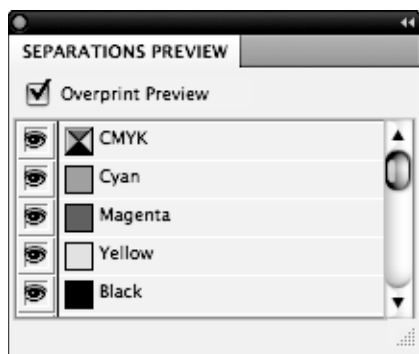 SEPARATIONS PREVIEW
Overprint Preview
CMYK
Cyan
Magenta
Yellow
Black